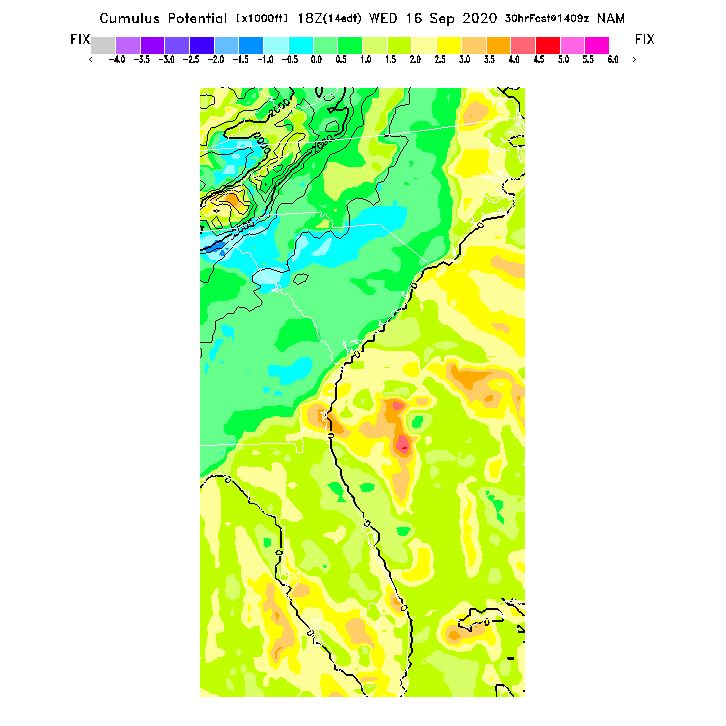 Cumulus Potential [x1000ft] 18Z(14edt) WED 16 Sep 2020 30hrFcst@1409z NAM
FIX FIX
< -4.0 -3.5 -3.0 -2.5 -2.0 -1.5 -1.0 -0.5 0.0 0.5 1.0 1.5 2.0 2.5 3.0 3.5 4.0 4.5 5.0 5.5 6.0 >
2000